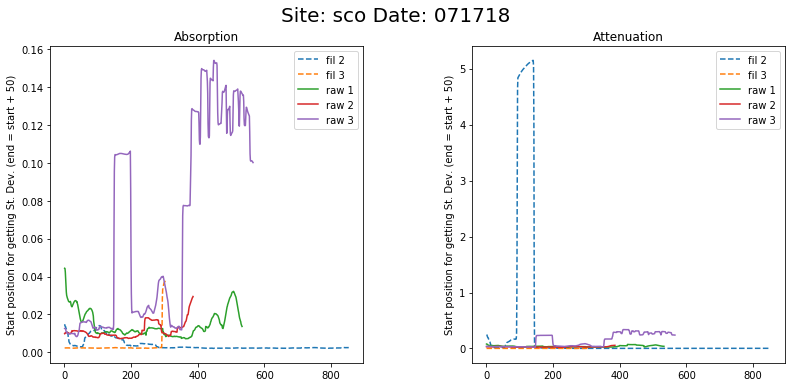 Site: sco Date: 071718
Absorption
Start position for getting St. Dev. (end = start + 50)
0.16
0.14
0.12
0.10
0.08
0.06
0.04
0.02
0.00
0 200 400 600 800
fil 2
fil 3
raw 1
raw 2
raw 3
Attenuation
Start position for getting St. Dev. (end = start + 50)
5
4
3
2
1
0
0 200 400 600 800
fil 2
fil 3
raw 1
raw 2
raw 3